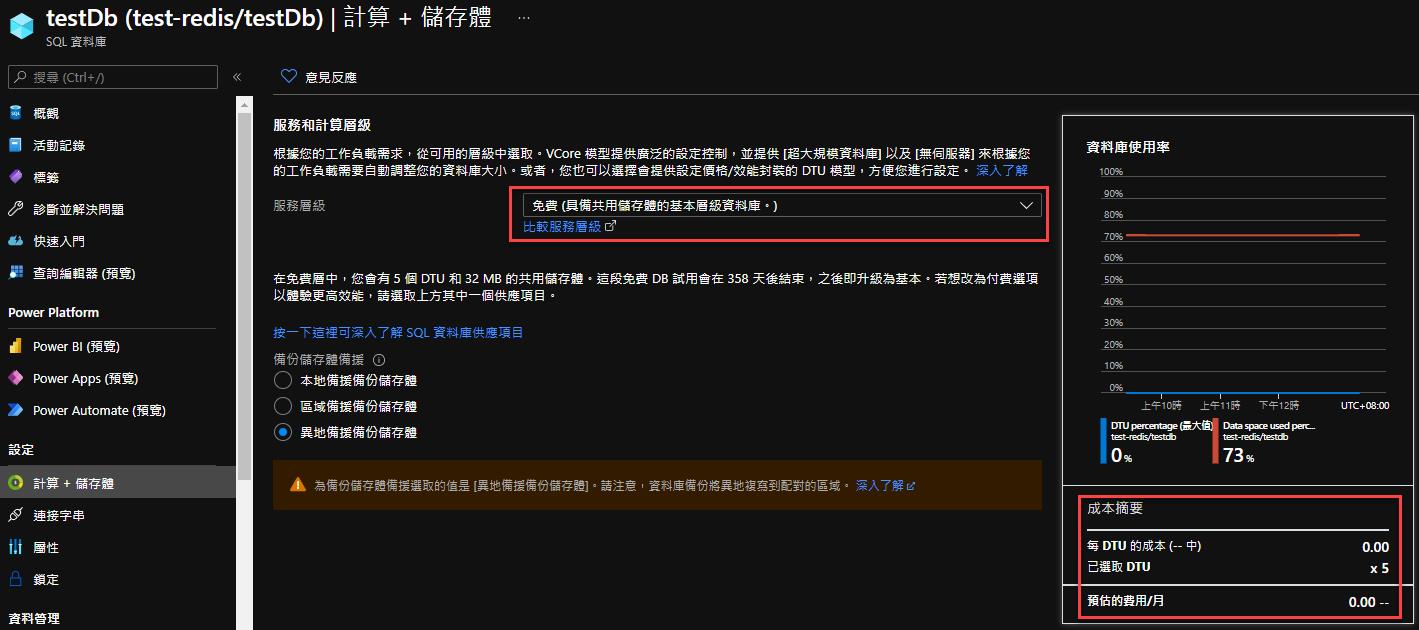 testDb (test-redis/testDb) | 計算 + 儲存體 ...
SQL 資料庫
搜尋 (Ctrl+/)
«
概觀
活動記錄
標籤
診斷並解決問題
快速入門
查詢編輯器 (預覽)
Power Platform
Power BI (預覽)
Power Apps (預覽)
Power Automate (預覽)
設定
計算 + 儲存體
連接字串
屬性
鎖定
資料管理
意見反應
服務和計算層級
根據您的工作負載需求，從可用的層級中選取。VCore 模型提供廣泛的設定控制，並提供 [超大規模資料庫] 以及 [無伺服器] 來根據您
的工作負載需要自動調整您的資料庫大小。或者，您也可以選擇會提供設定價格/效能封裝的 DTU 模型，方便您進行設定。 深入了解
服務層級
免費 (具備共用儲存體的基本層級資料庫。)
比較服務層級
在免費層中，您會有 5 個 DTU 和 32 MB 的共用儲存體。這段免費 DB 試用會在 358 天後結束，之後即升級為基本。若想改為付費選項
以體驗更高效能，請選取上方其中一個供應項目。
按一下這裡可深入了解 SQL 資料庫供應項目
備份儲存體備援
本地備援備份儲存體
區域備援備份儲存體
異地備援備份儲存體
為備份儲存體備援選取的值是 [異地備援備份儲存體]。請注意，資料庫備份將異地複寫到配對的區域。 深入了解
資料庫使用率
100%
90%
80%
70%
60%
50%
40%
30%
20%
10%
0%
上午10時 上午11時 下午12時 UTC+08:00
DTU percentage (最大值)
test-redis/testdb
0 %
Data space used perc...
test-redis/testdb
73 %
成本摘要
每 DTU 的成本 (-- 中) 0.00
已選取 DTU x 5
預估的費用/月 0.00 --